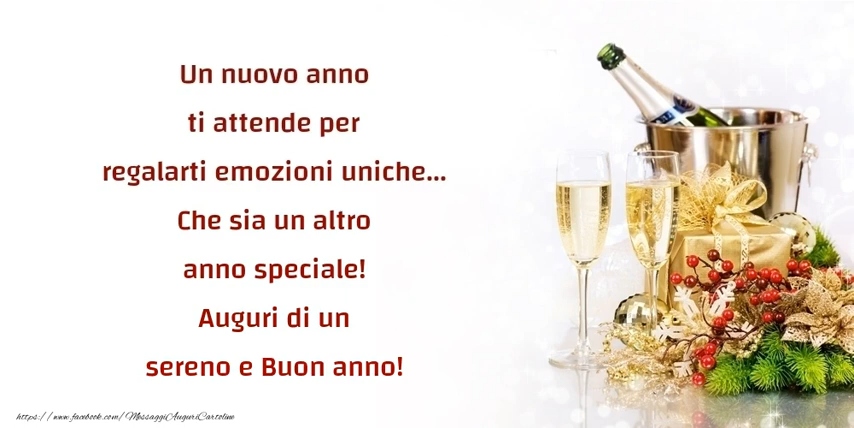 Un nuovo anno
ti attende per
regalarti emozioni uniche...
Che sia un altro
anno speciale!
Auguri di un
sereno e Buon anno!
https://www.facebook.com/MessaggiAuguriCartoline